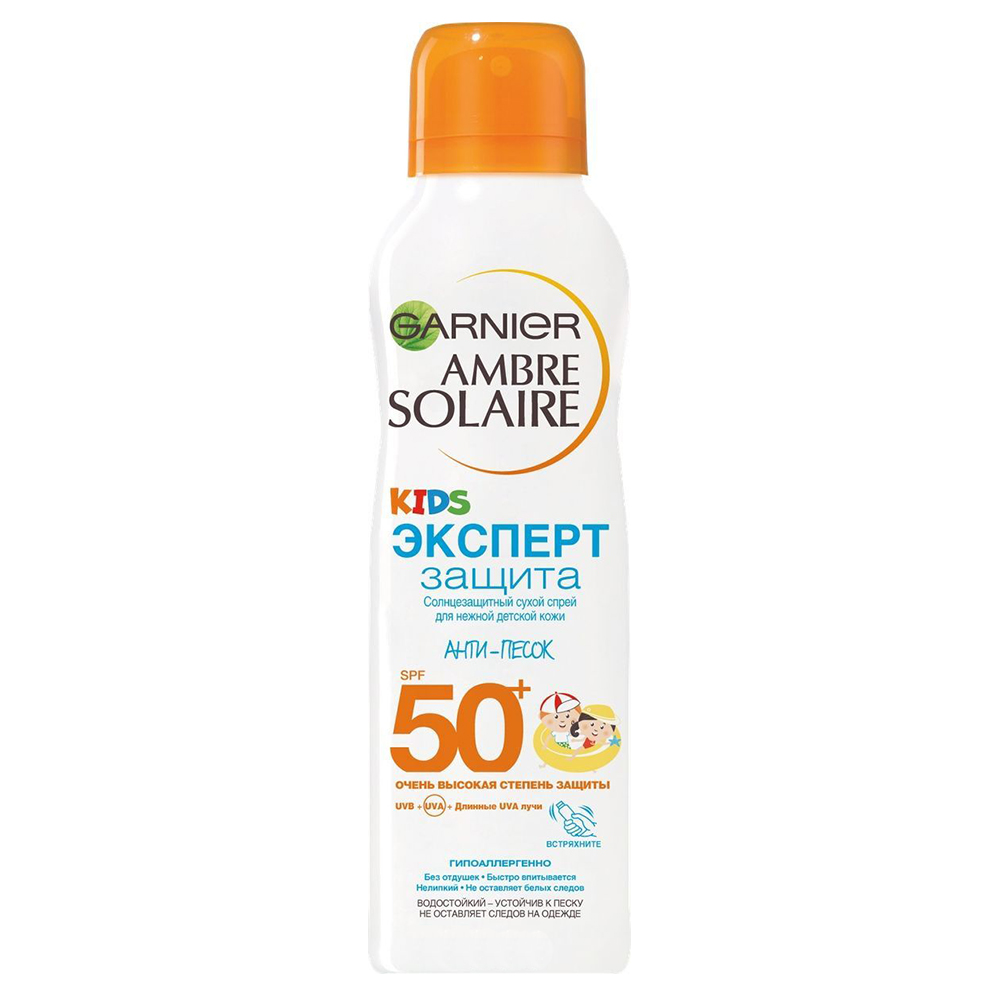 GARNIER
AMBRE
SOLAIRE
KIDS
ЭКСПЕРТ
защита
Солнцезащитный сухой спрей
для нежной детской кожи
АНТИ-ПЕСОК
SPF
50+
ОЧЕНЬ ВЫСОКАЯ СТЕПЕНЬ ЗАЩИТЫ
UVB + UVA + Длинные UVA лучи
ВСТРЯХНИТЕ
ГИПОАЛЛЕРГЕННО
Без отдушек • Быстро впитывается
Нелипкий • Не оставляет белых следов
ВОДОСТОЙКИЙ – УСТОЙЧИВ К ПЕСКУ
НЕ ОСТАВЛЯЕТ СЛЕДОВ НА ОДЕЖДЕ